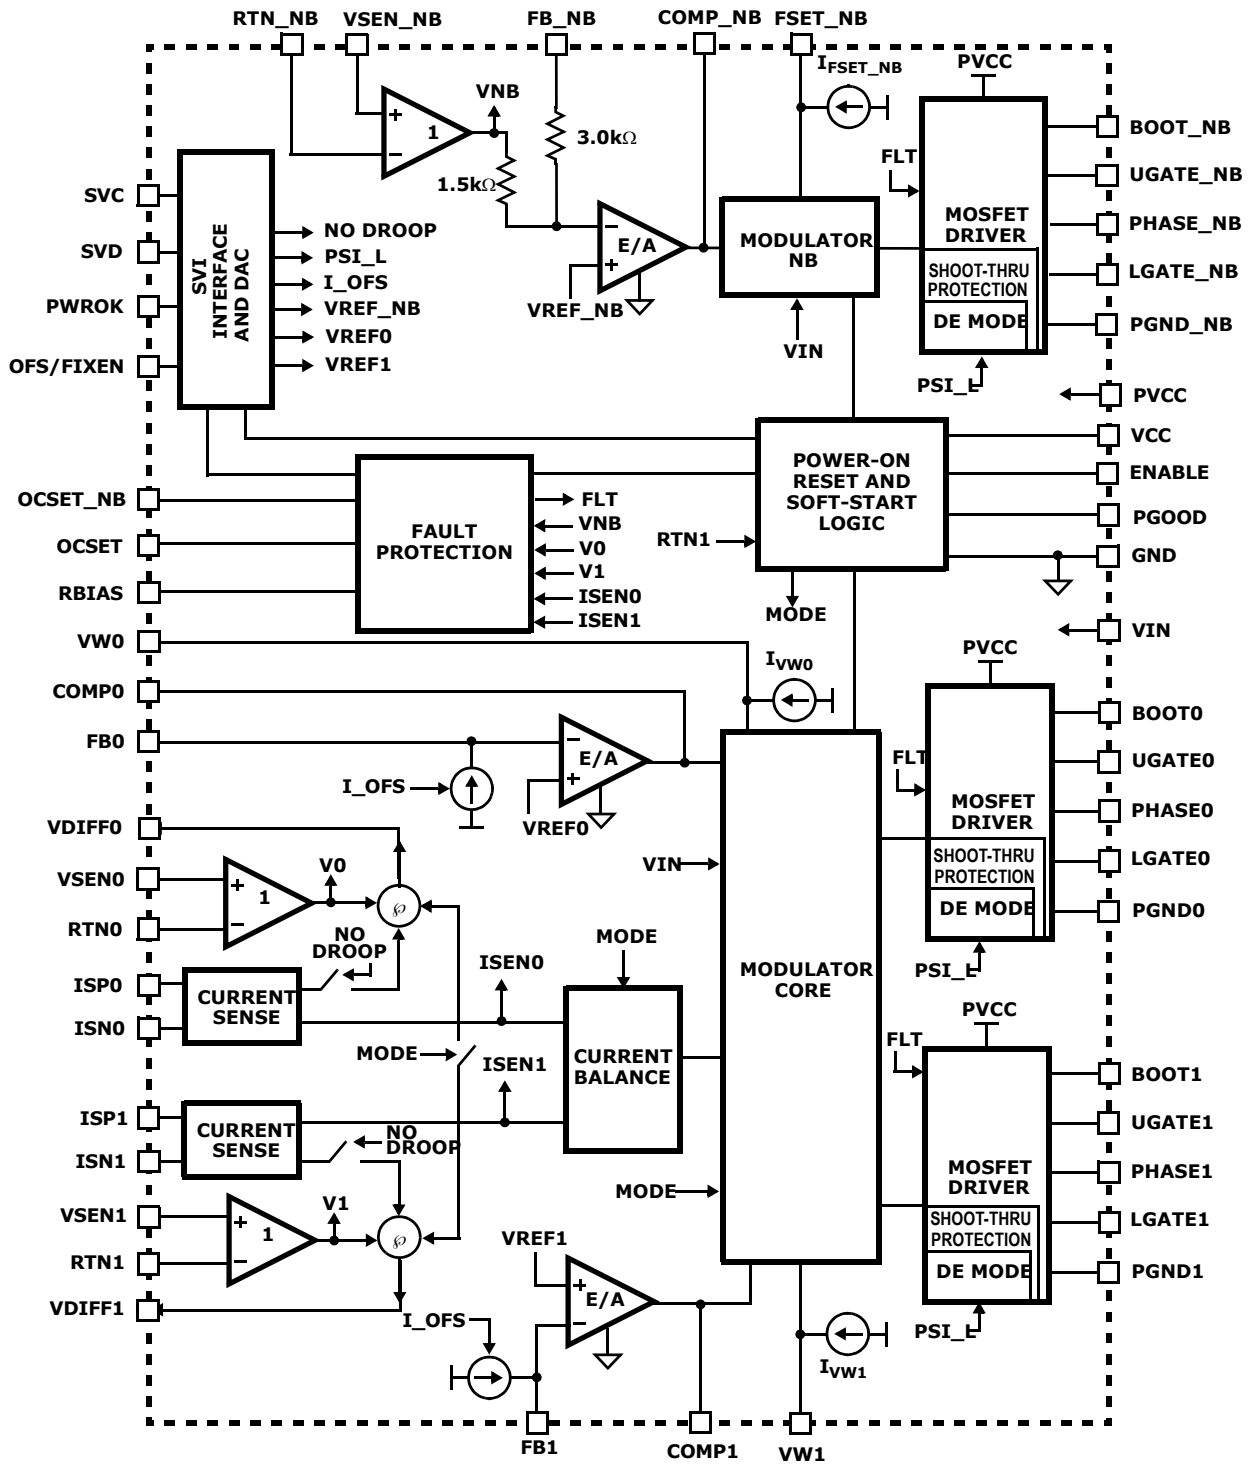 RTN_NB
VSEN_NB
FB_NB
COMP_NB
FSET_NB
I_FSET_NB
PVCC
VNB
+
1
−
3.0kΩ
1.5kΩ
FLT
BOOT_NB
UGATE_NB
PHASE_NB
LGATE_NB
PGND_NB
SVC
SVD
PWROK
OFS/FIXEN
SVI
INTERFACE
AND DAC
NO DROOP
PSI_L
I_OFS
VREF_NB
VREF0
VREF1
−
E/A
+
VREF_NB
MODULATOR
NB
VIN
MOSFET
DRIVER
SHOOT-THRU
PROTECTION
DE MODE
PSI_L
PVCC
VCC
ENABLE
PGOOD
GND
VIN
OCSET_NB
OCSET
RBIAS
FAULT
PROTECTION
FLT
VNB
V0
V1
ISEN0
ISEN1
POWER-ON
RESET AND
SOFT-START
LOGIC
RTN1
MODE
VW0
COMP0
FB0
I_VW0
PVCC
−
E/A
+
VREF0
I_OFS
FLT
MOSFET
DRIVER
SHOOT-THRU
PROTECTION
DE MODE
PSI_L
BOOT0
UGATE0
PHASE0
LGATE0
PGND0
VDIFF0
VSEN0
RTN0
+
1
−
V0
℘
VIN
NO
DROOP
ISP0
ISN0
CURRENT
SENSE
ISEN0
MODE
MODULATOR
CORE
MODE
ISEN1
CURRENT
BALANCE
PVCC
FLT
ISP1
ISN1
CURRENT
SENSE
NO
DROOP
MODE
MOSFET
DRIVER
SHOOT-THRU
PROTECTION
DE MODE
PSI_L
BOOT1
UGATE1
PHASE1
LGATE1
PGND1
VSEN1
RTN1
VDIFF1
+
1
−
V1
℘
VREF1
+
E/A
−
I_OFS
I_VW1
FB1
COMP1
VW1